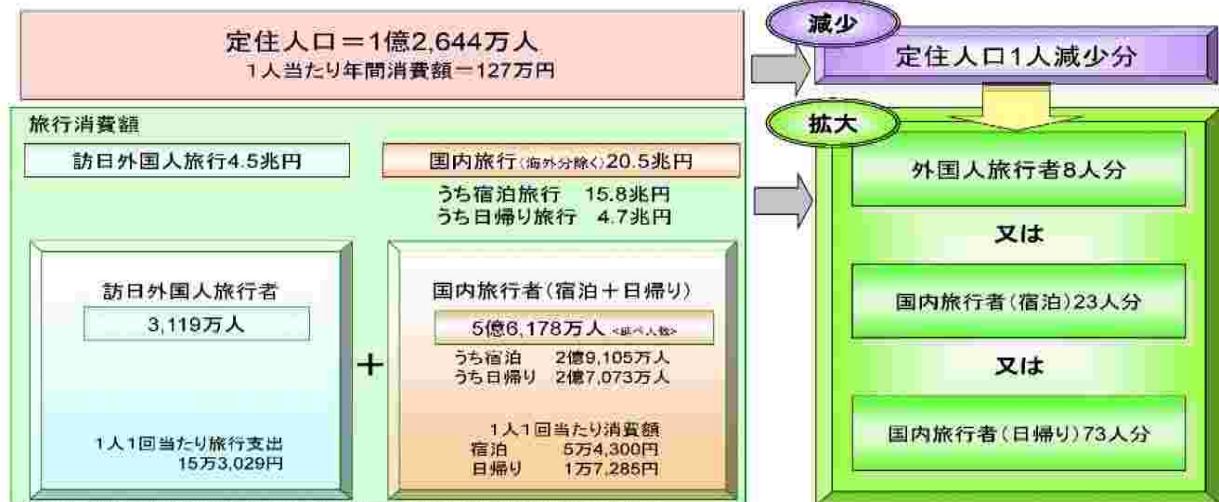 定住人口＝1億2,644万人
1人当たり年間消費額＝127万円
減少
定住人口1人減少分
旅行消費額
訪日外国人旅行4.5兆円
国内旅行(海外分除く)20.5兆円
うち宿泊旅行 15.8兆円
うち日帰り旅行 4.7兆円
訪日外国人旅行者
3,119万人
+
国内旅行者(宿泊＋日帰り)
5億6,178万人 <延べ人数>
うち宿泊 2億9,105万人
うち日帰り 2億7,073万人
1人1回当たり旅行支出
15万3,029円
1人1回当たり消費額
宿泊 5万4,300円
日帰り 1万7,285円
拡大
外国人旅行者8人分
又は
国内旅行者(宿泊)23人分
又は
国内旅行者(日帰り)73人分